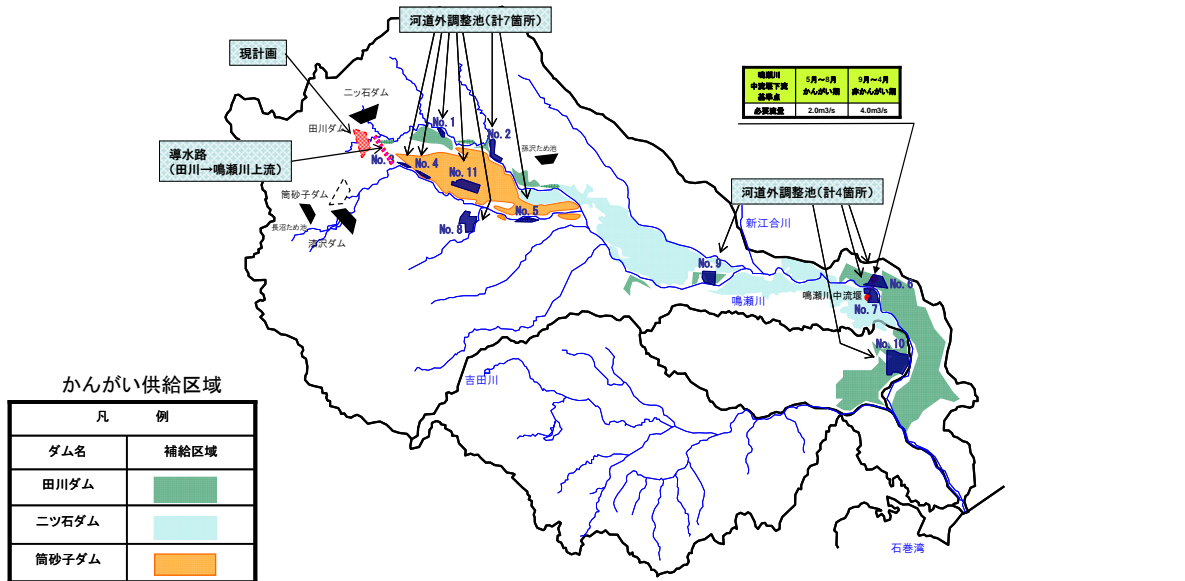 河道外調整池(計7箇所)
現計画
二ツ石ダム
田川ダム
導水路
(田川→鳴瀬川上流)
筒砂子ダム
長沼ため池
No.1
No.2
孫沢ため池
No.4
No.11
No.5
No.8
鳴瀬川
中流堰下流
基準点
5月～8月
かんがい期
9月～4月
非かんがい期
必要流量
2.0m3/s
4.0m3/s
河道外調整池(計4箇所)
新江合川
No.9
鳴瀬川
鳴瀬川中流堰
No.6
No.7
No.10
吉田川
石巻湾
かんがい供給区域
凡 例
ダム名
補給区域
田川ダム
二ツ石ダム
筒砂子ダム